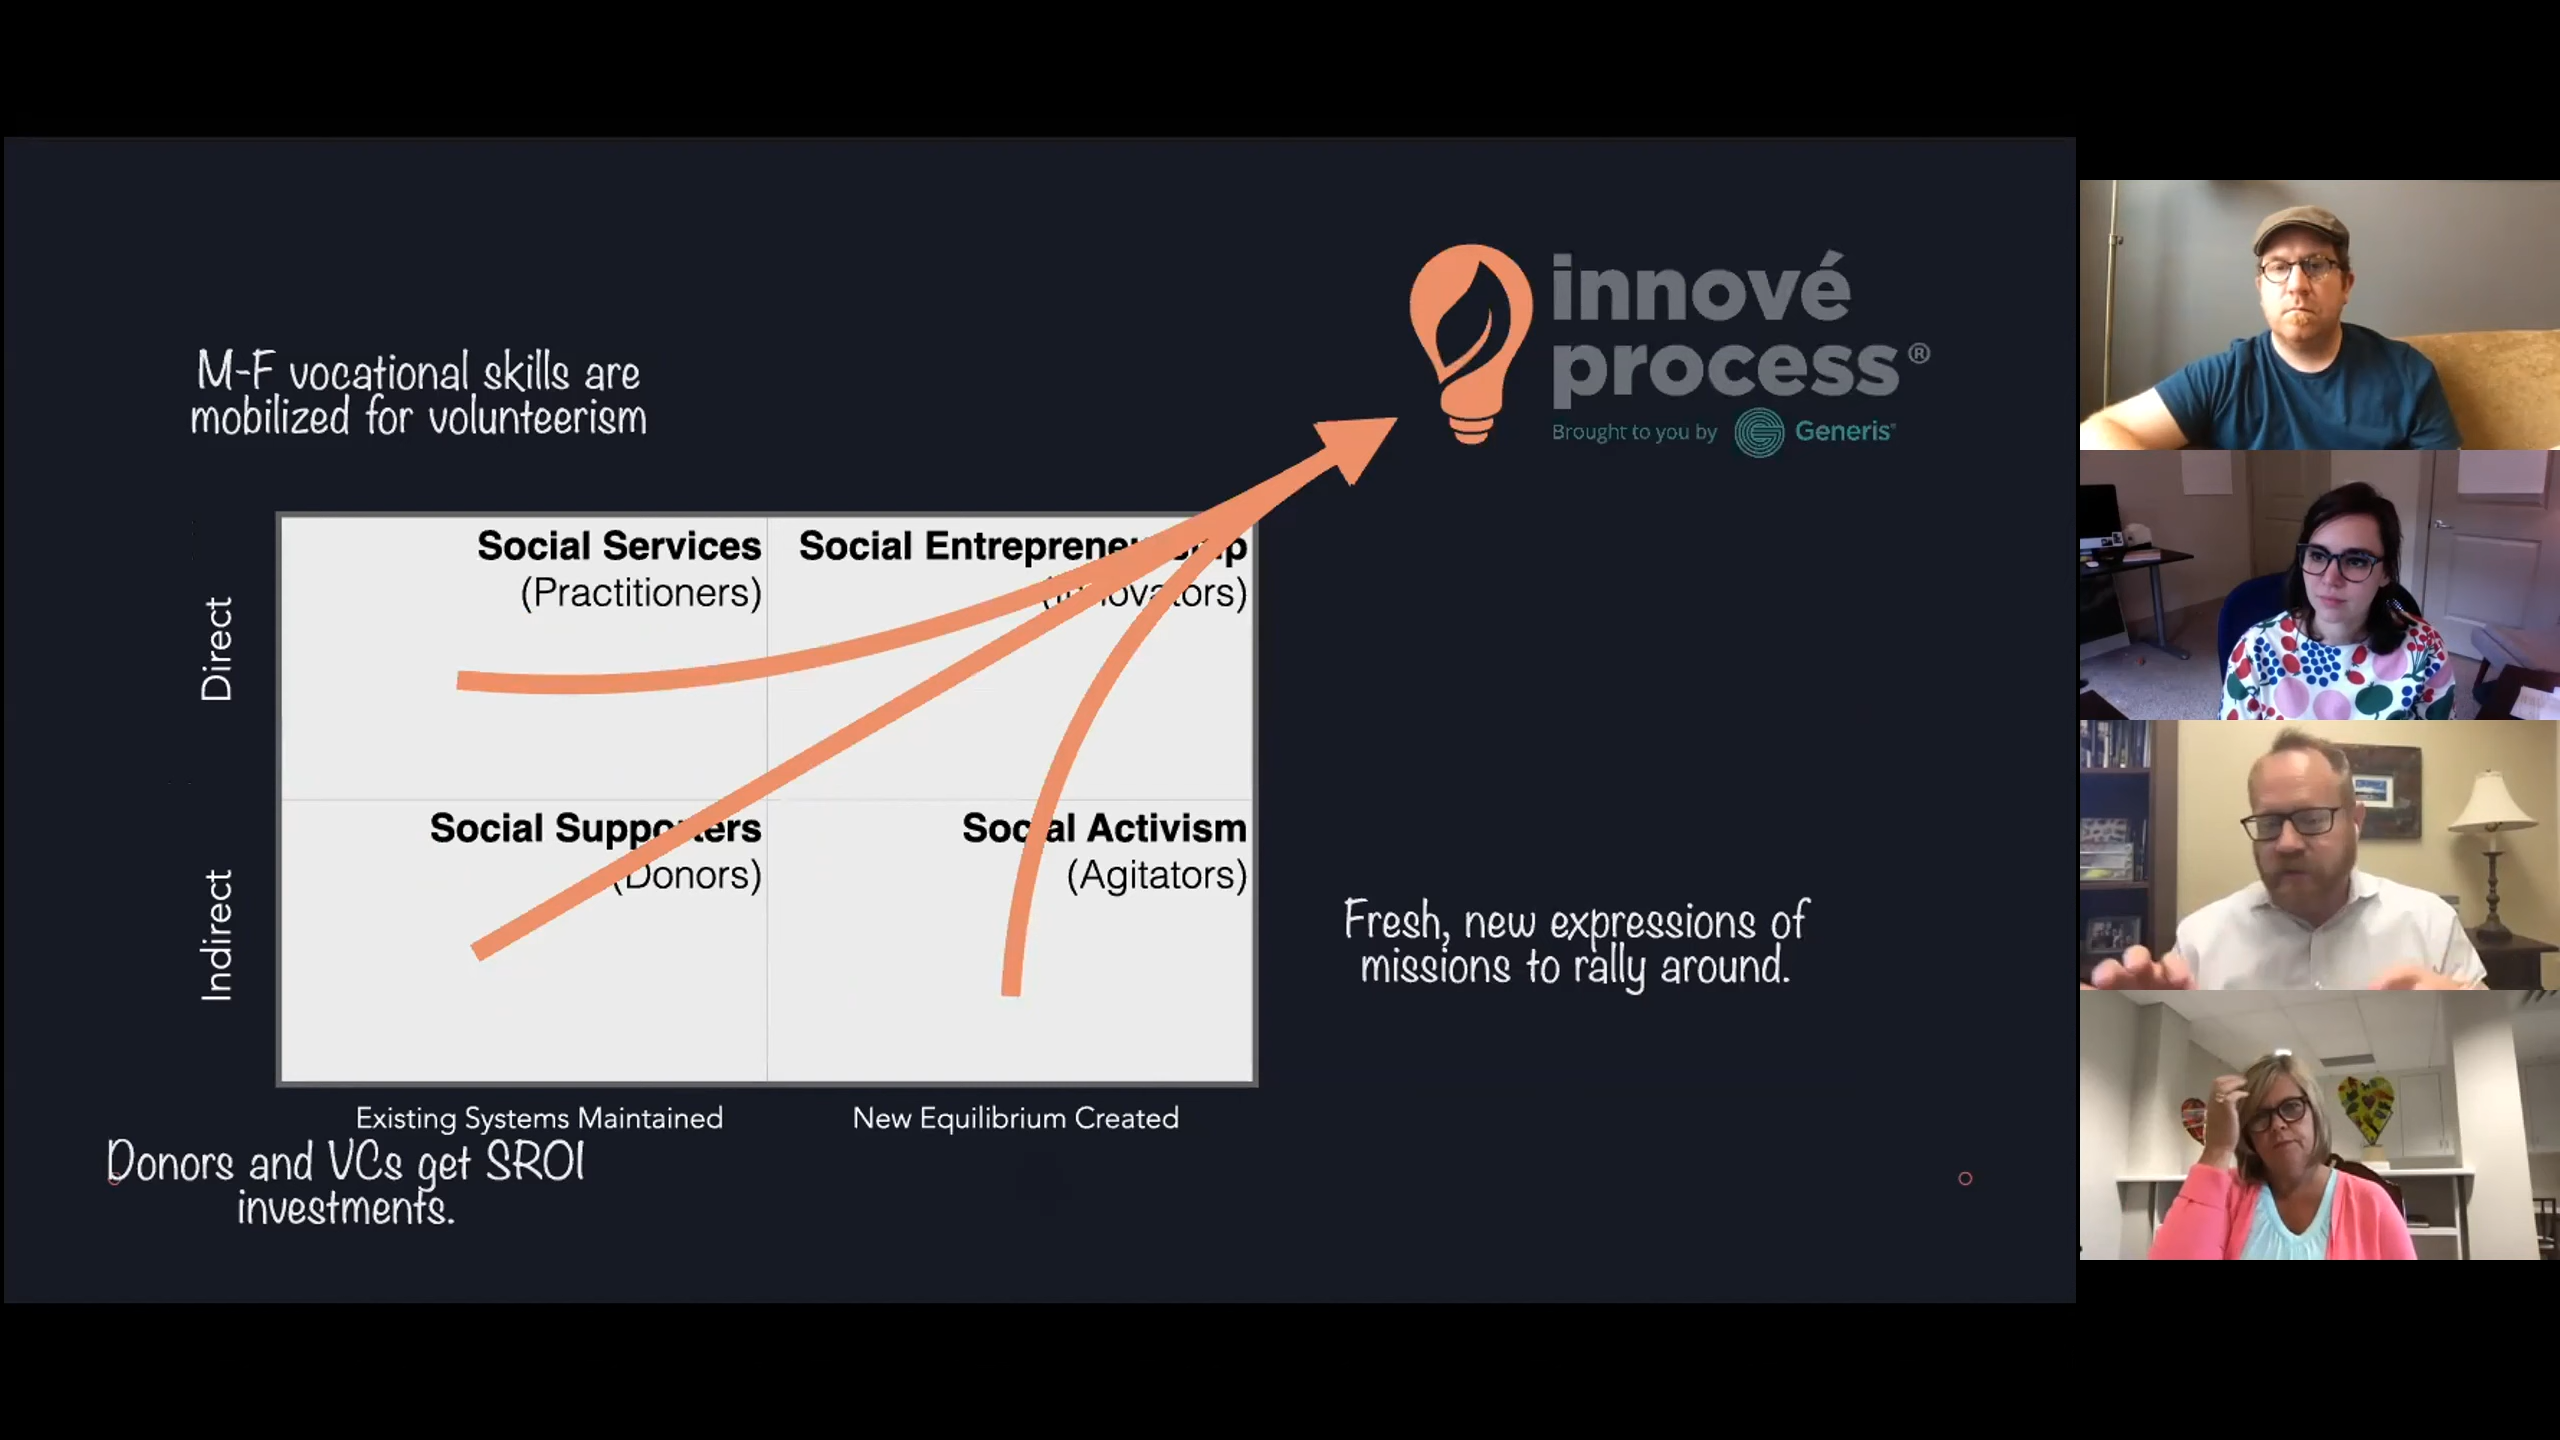 innové
process®
Brought to you by Generis®
M-F vocational skills are
mobilized for volunteerism
Direct
Social Services
(Practitioners)
Social Entrepreneurship
(Innovators)
Indirect
Social Supporters
(Donors)
Social Activism
(Agitators)
Fresh, new expressions of
missions to rally around.
Existing Systems Maintained
New Equilibrium Created
Donors and VCs get SROI
investments.